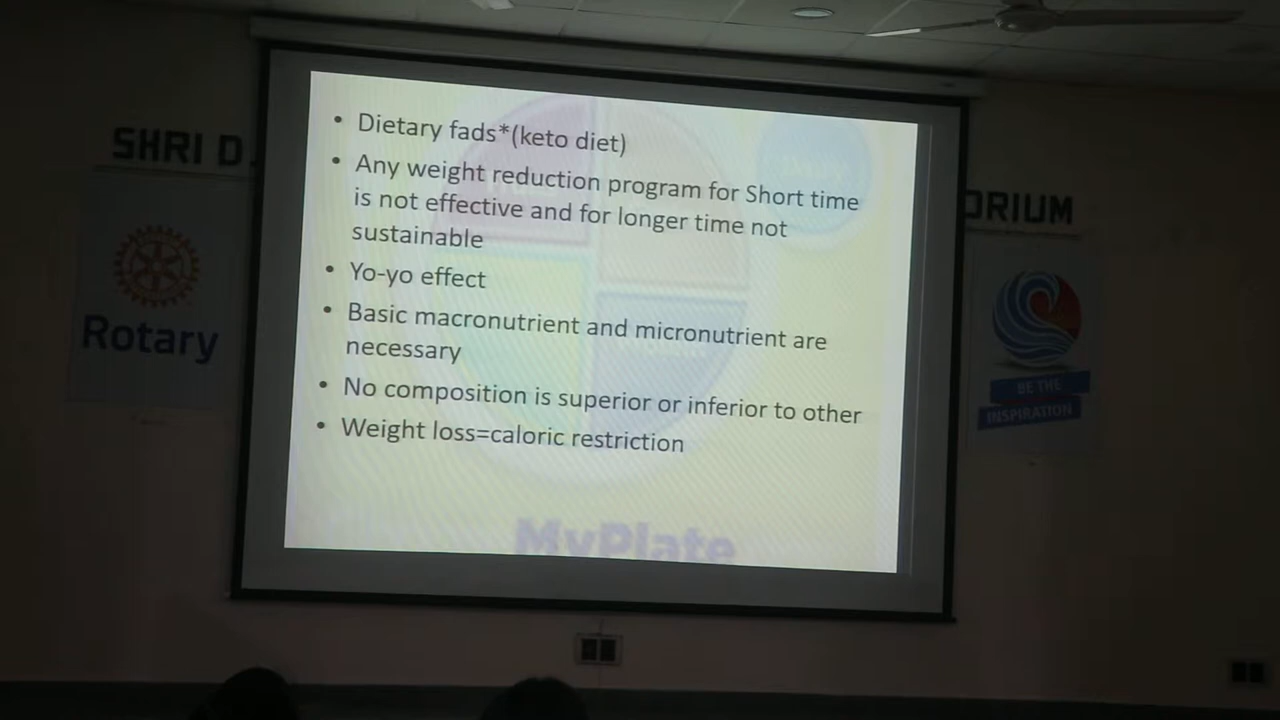 SHRI D
ORIUM
• Dietary fads*(keto diet)
• Any weight reduction program for Short time
is not effective and for longer time not
sustainable
• Yo-yo effect
• Basic macronutrient and micronutrient are
necessary
• No composition is superior or inferior to other
• Weight loss=caloric restriction
MyPlate
Rotary
BE THE
INSPIRATION